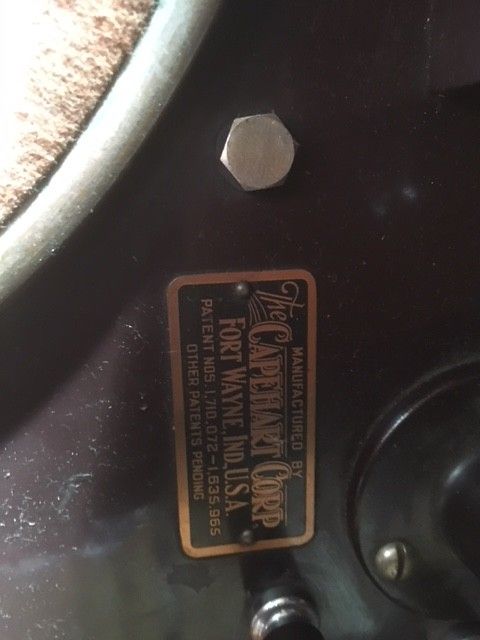 MANUFACTURED BY
The CAPEHART CORP
FORT WAYNE, IND., U.S.A.
PATENT NOS. 1,710,072-1,635,965
OTHER PATENTS PENDING